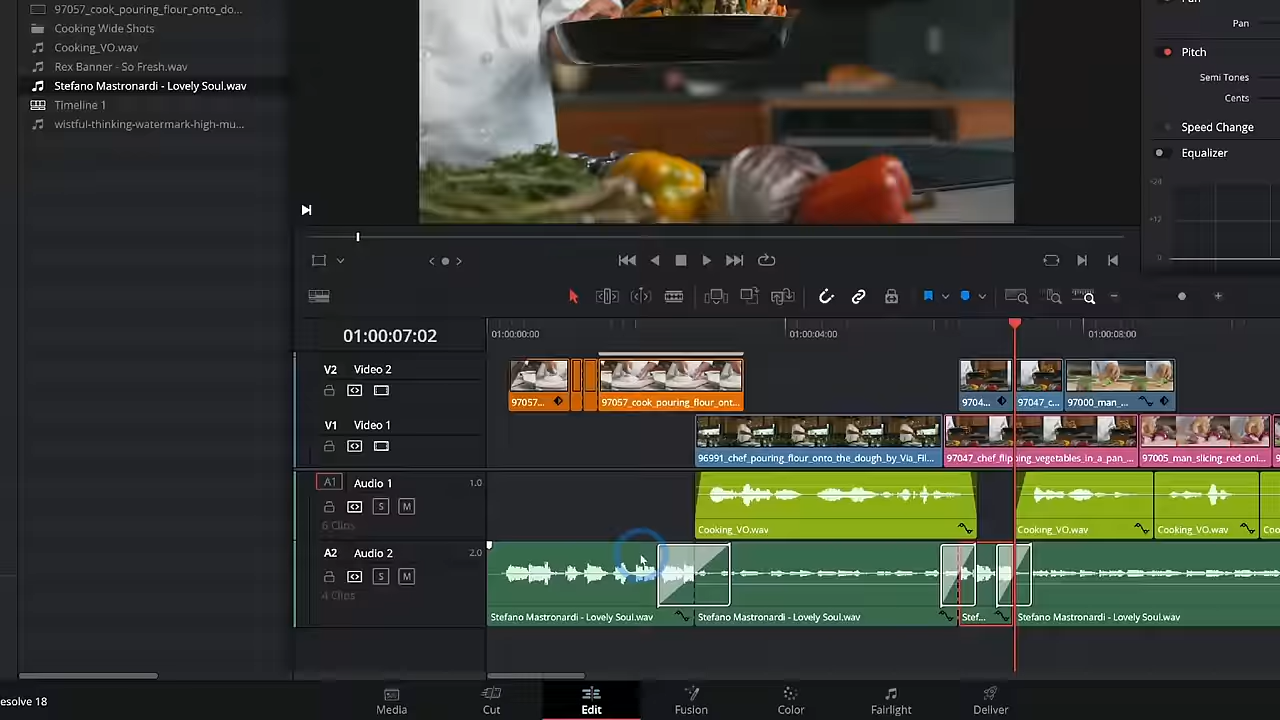 97057_cook_pouring_flour_onto_do...
Cooking Wide Shots
Cooking_VO.wav
Rex Banner - So Fresh.wav
Stefano Mastronardi - Lovely Soul.wav
Timeline 1
wistful-thinking-watermark-high-mu...
Pan
Pan
Pitch
Semi Tones
Cents
Speed Change
Equalizer
+24
+12
0
01:00:07:02
01:00:00:00
01:00:04:00
01:00:08:00
V2 Video 2
97057...
97057_cook_pouring_flour_ont...
9704...
97047_c...
97000_man_...
V1 Video 1
96991_chef_pouring_flour_onto_the_dough_by_Via_Fil...
97047_chef_flipping_vegetables_in_a_pan_...
97005_man_slicing_red_oni...
9
A1 Audio 1 1.0
S M
6 Clips
Cooking_VO.wav
Cooking_VO.wav
Cooking_VO.wav
Coo
A2 Audio 2 2.0
S M
4 Clips
Stefano Mastronardi - Lovely Soul.wav
Stefano Mastronardi - Lovely Soul.wav
Stef...
Stefano Mastronardi - Lovely Soul.wav
esolve 18
Media
Cut
Edit
Fusion
Color
Fairlight
Deliver